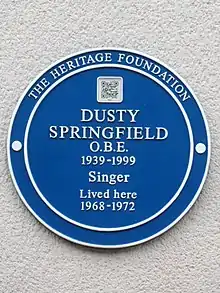 THE HERITAGE FOUNDATION
DUSTY
SPRINGFIELD
O.B.E.
1939-1999
Singer
Lived here
1968-1972